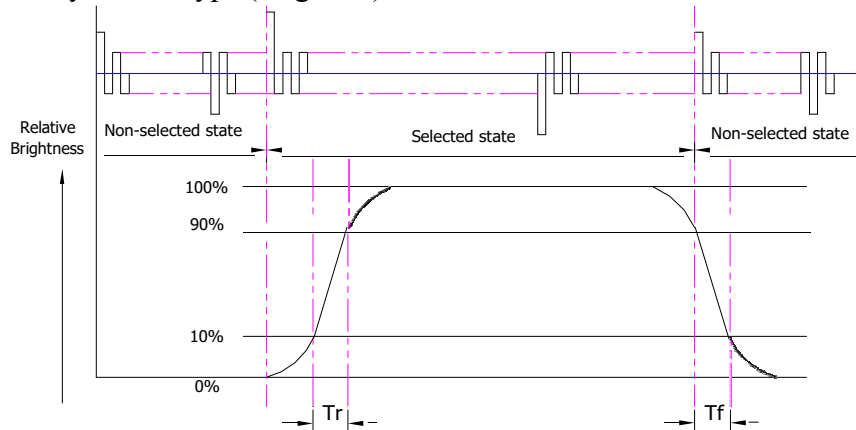 Relative
Brightness
Non-selected state
Selected state
Non-selected state
100%
90%
10%
0%
Tr
Tf